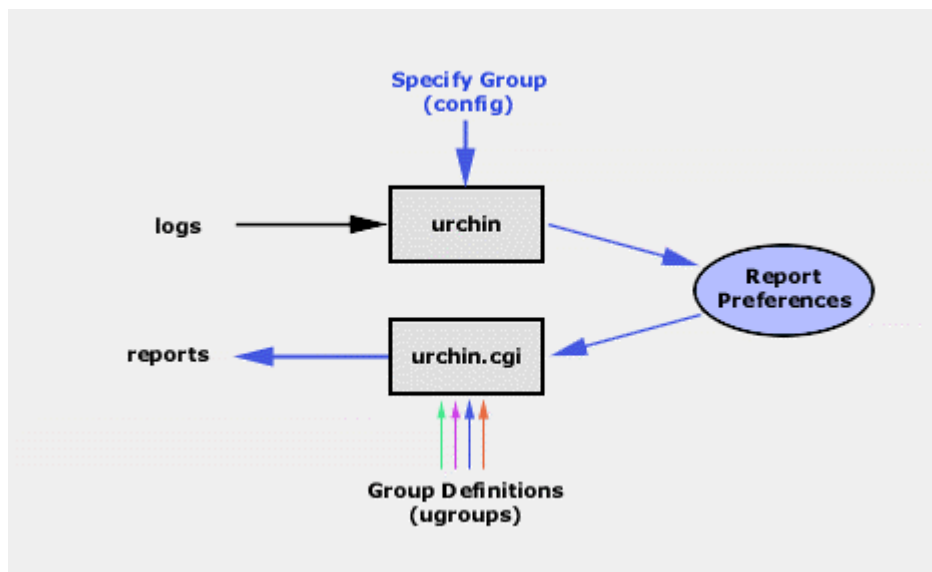 Specify Group
(config)
logs
urchin
Report
Preferences
reports
urchin.cgi
Group Definitions
(ugroups)